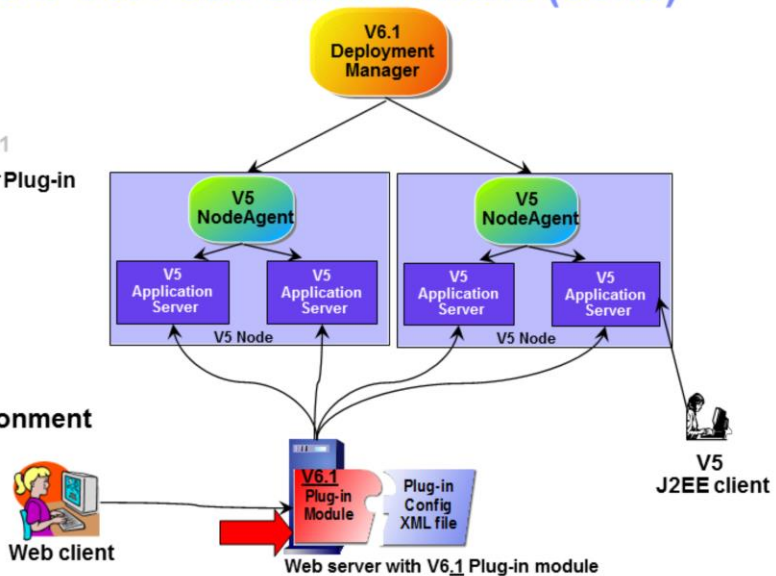 V6.1
Deployment
Manager
1
Plug-in
V5
NodeAgent
V5
NodeAgent
V5
Application
Server
V5
Application
Server
V5
Application
Server
V5
Application
Server
V5 Node
V5 Node
onment
V6.1
Plug-in
Module
Plug-in
Config
XML file
V5
J2EE client
Web client
Web server with V6.1 Plug-in module